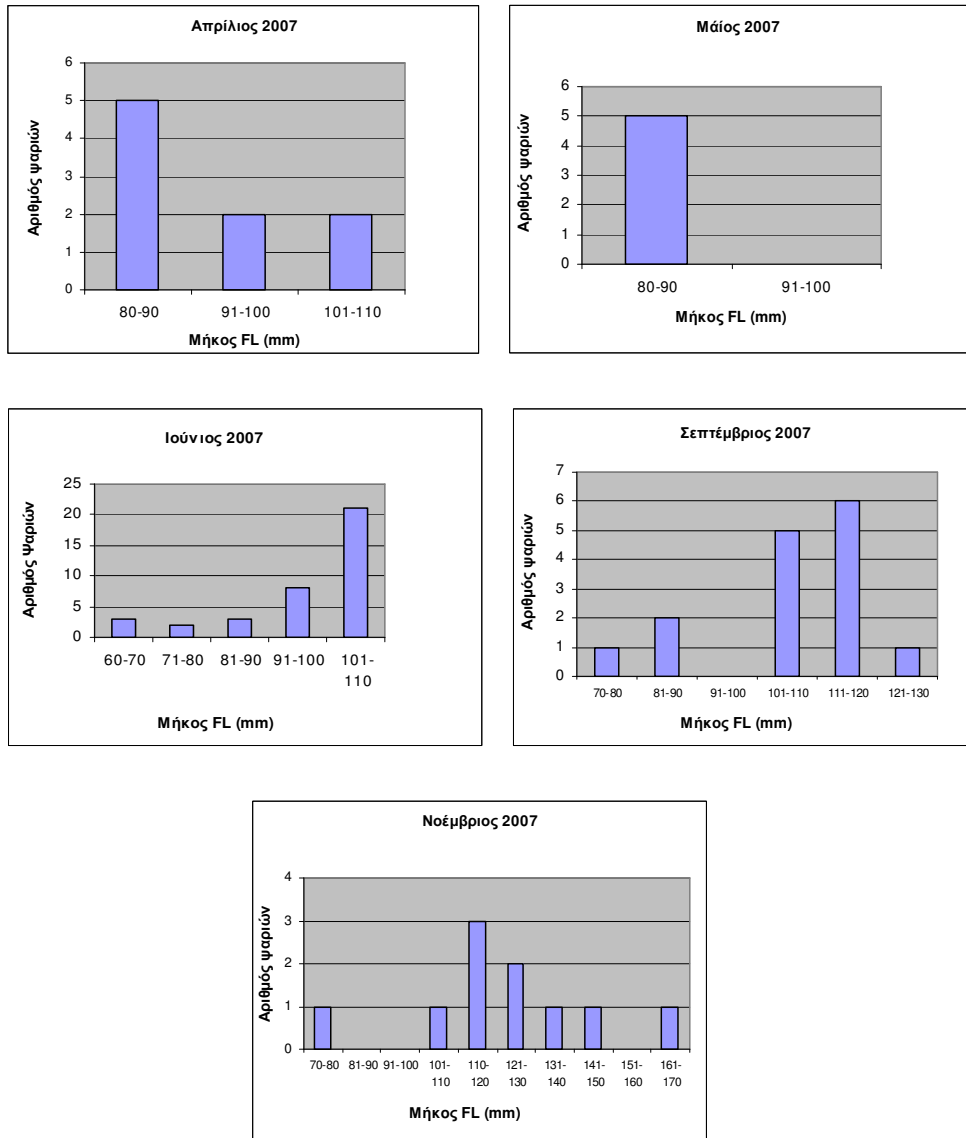 Απρίλιος 2007
6
5
4
3
2
1
0
Αριθμός ψαριών
80-90 91-100 101-110
Μήκος FL (mm)
Μάϊος 2007
6
5
4
3
2
1
0
Αριθμός ψαριών
80-90 91-100
Μήκος FL (mm)
Ιούνιος 2007
25
20
15
10
5
0
Αριθμός Ψαριών
60-70 71-80 81-90 91-100 101-
110
Μήκος FL (mm)
Σεπτέμβριος 2007
7
6
5
4
3
2
1
0
Αριθμός ψαριών
70-80 81-90 91-100 101-110 111-120 121-130
Μήκος FL (mm)
Νοέμβριος 2007
4
3
2
1
0
Αριθμός ψαριών
70-80 81-90 91-100 101- 110- 121- 131- 141- 151- 161-
110 120 130 140 150 160 170
Μήκος FL (mm)